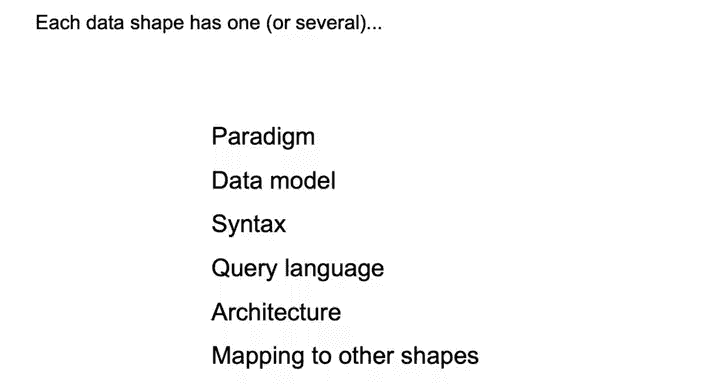 Each data shape has one (or several)...
Paradigm
Data model
Syntax
Query language
Architecture
Mapping to other shapes